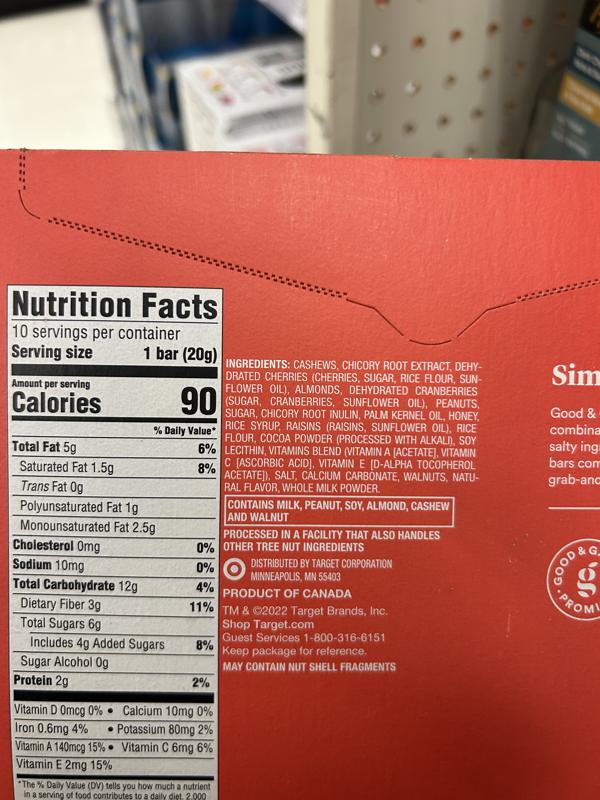 Nutrition Facts
10 servings per container
Serving size 1 bar (20g)
Amount per serving
Calories 90
% Daily Value*
Total Fat 5g 6%
Saturated Fat 1.5g 8%
Trans Fat 0g
Polyunsaturated Fat 1g
Monounsaturated Fat 2.5g
Cholesterol 0mg 0%
Sodium 10mg 0%
Total Carbohydrate 12g 4%
Dietary Fiber 3g 11%
Total Sugars 6g
Includes 4g Added Sugars 8%
Sugar Alcohol 0g
Protein 2g 2%
Vitamin D 0mcg 0% • Calcium 10mg 0%
Iron 0.6mg 4% • Potassium 80mg 2%
Vitamin A 140mcg 15% • Vitamin C 6mg 6%
Vitamin E 2mg 15%
*The % Daily Value (DV) tells you how much a nutrient
in a serving of food contributes to a daily diet. 2,000
INGREDIENTS: CASHEWS, CHICORY ROOT EXTRACT, DEHY-
DRATED CHERRIES (CHERRIES, SUGAR, RICE FLOUR, SUN-
FLOWER OIL), ALMONDS, DEHYDRATED CRANBERRIES
(SUGAR, CRANBERRIES, SUNFLOWER OIL), PEANUTS,
SUGAR, CHICORY ROOT INULIN, PALM KERNEL OIL, HONEY,
RICE SYRUP, RAISINS (RAISINS, SUNFLOWER OIL), RICE
FLOUR, COCOA POWDER (PROCESSED WITH ALKALI), SOY
LECITHIN, VITAMINS BLEND (VITAMIN A [ACETATE], VITAMIN
C [ASCORBIC ACID], VITAMIN E [D-ALPHA TOCOPHEROL
ACETATE]), SALT, CALCIUM CARBONATE, WALNUTS, NATU-
RAL FLAVOR, WHOLE MILK POWDER.
CONTAINS MILK, PEANUT, SOY, ALMOND, CASHEW
AND WALNUT
PROCESSED IN A FACILITY THAT ALSO HANDLES
OTHER TREE NUT INGREDIENTS
DISTRIBUTED BY TARGET CORPORATION
MINNEAPOLIS, MN 55403
PRODUCT OF CANADA
TM & ©2022 Target Brands, Inc.
Shop Target.com
Guest Services 1-800-316-6151
Keep package for reference.
MAY CONTAIN NUT SHELL FRAGMENTS
Sim
Good &
combina
salty ingr
bars com
grab-and
GOOD & GA
g
PROMI